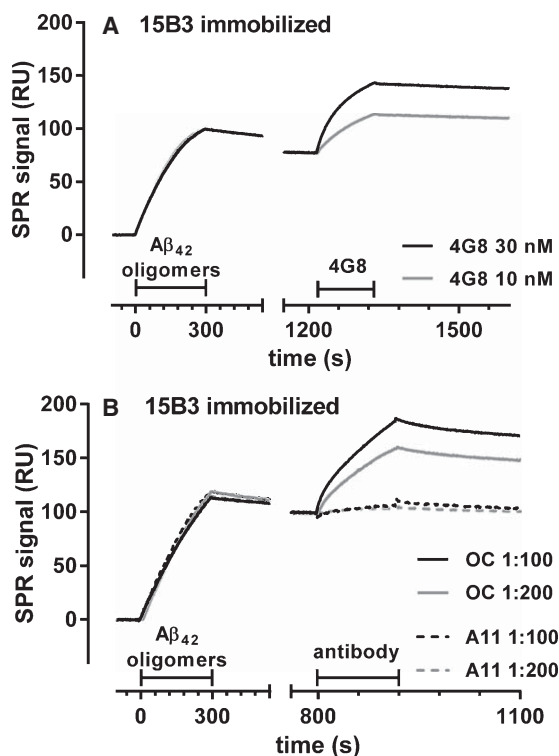 A 15B3 immobilized
200
150
100
50
0
SPR signal (RU)
Aβ42
oligomers
4G8
4G8 30 nM
4G8 10 nM
0 300 1200 1500
time (s)
B 15B3 immobilized
200
150
100
50
0
SPR signal (RU)
Aβ42
oligomers
antibody
OC 1:100
OC 1:200
A11 1:100
A11 1:200
0 300 800 1100
time (s)